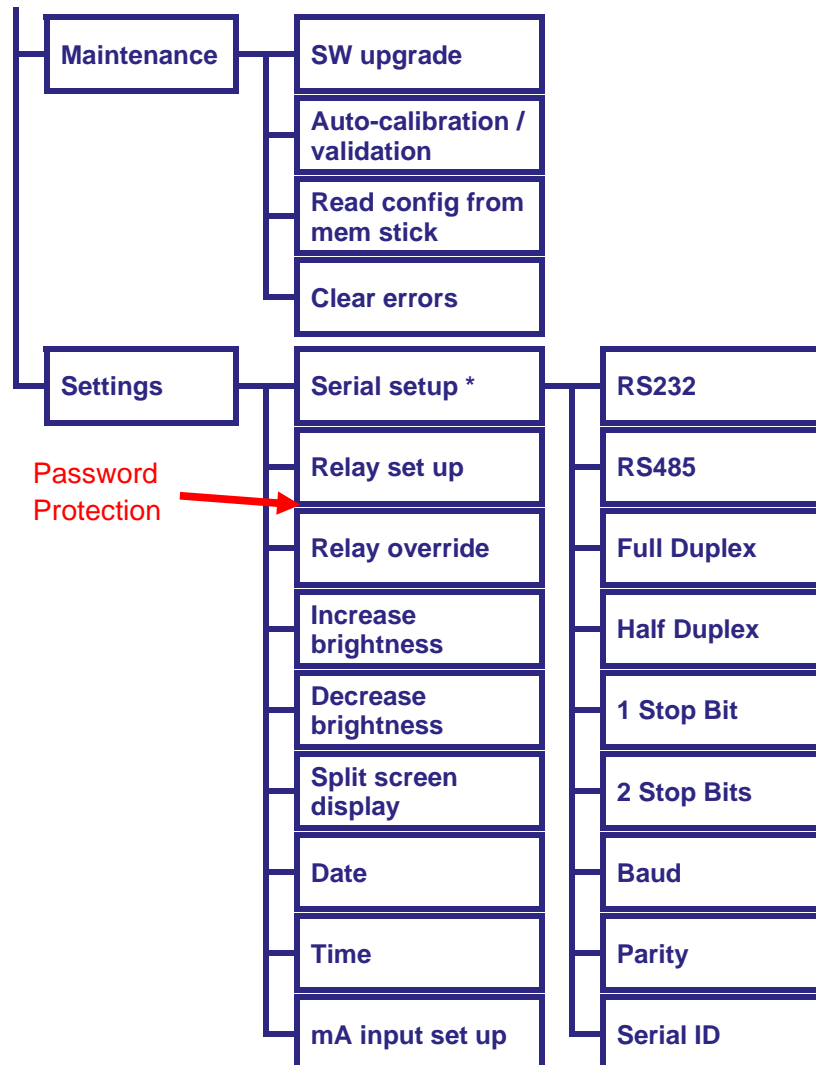 Maintenance
SW upgrade
Auto-calibration /
validation
Read config from
mem stick
Clear errors
Settings
Serial setup *
RS232
Password
Protection
Relay set up
RS485
Relay override
Full Duplex
Increase
brightness
Half Duplex
Decrease
brightness
1 Stop Bit
Split screen
display
2 Stop Bits
Date
Baud
Time
Parity
mA input set up
Serial ID